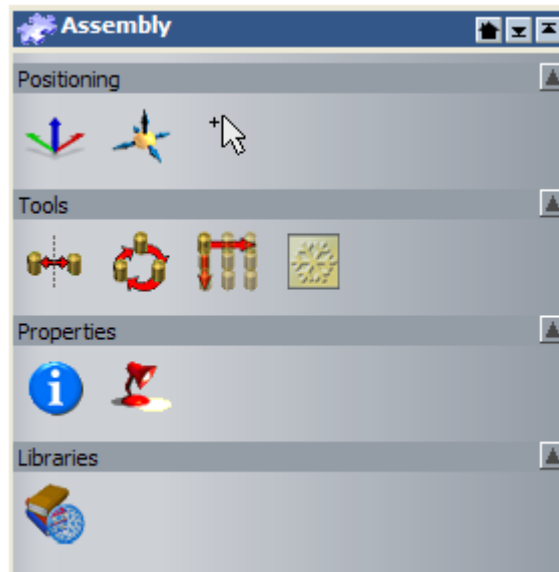 Assembly
Positioning
Tools
Properties
Libraries